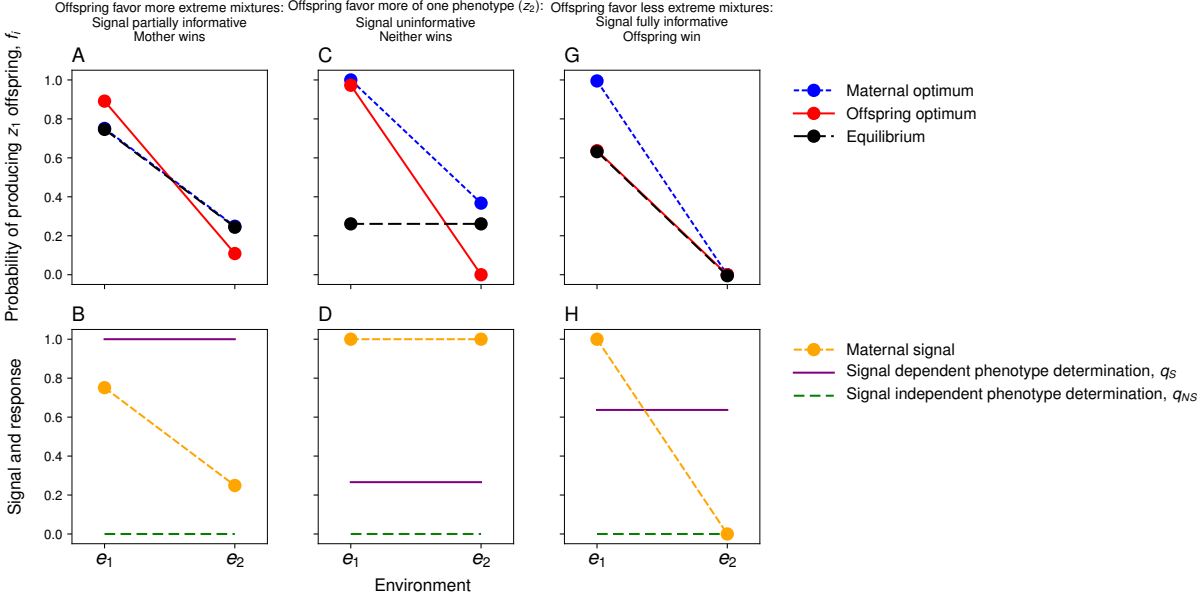 Offspring favor more extreme mixtures:
Signal partially informative
Mother wins
Offspring favor more of one phenotype (z₂):
Signal uninformative
Neither wins
Offspring favor less extreme mixtures:
Signal fully informative
Offspring win
A
C
G
Probability of producing z₁ offspring, fᵢ
1.0
0.8
0.6
0.4
0.2
0.0
Maternal optimum
Offspring optimum
Equilibrium
B
D
H
Signal and response
1.0
0.8
0.6
0.4
0.2
0.0
e₁
e₂
e₁
e₂
e₁
e₂
Environment
Maternal signal
Signal dependent phenotype determination, qS
Signal independent phenotype determination, qNS